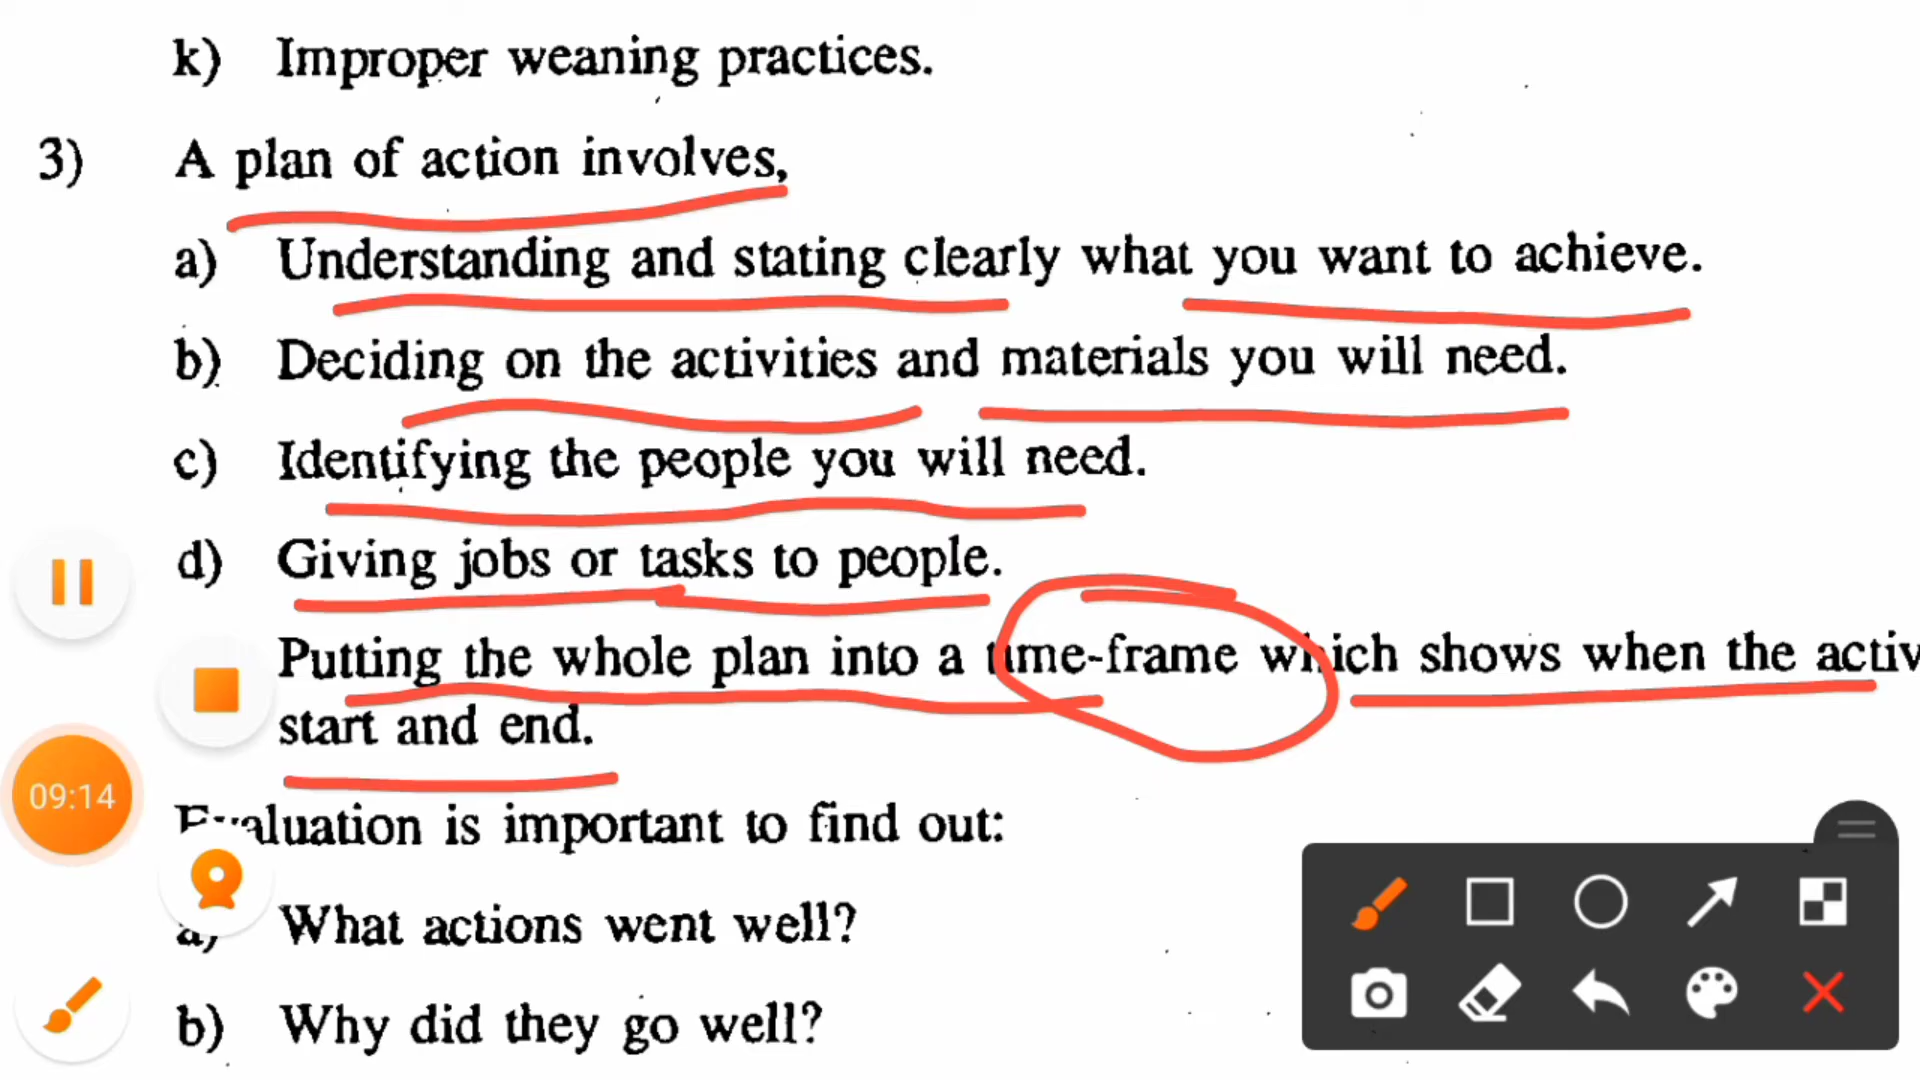 k) Improper weaning practices.
3) A plan of action involves,
a) Understanding and stating clearly what you want to achieve.
b) Deciding on the activities and materials you will need.
c) Identifying the people you will need.
d) Giving jobs or tasks to people.
Putting the whole plan into a time-frame which shows when the activ
start and end.
09:14
Evaluation is important to find out:
a) What actions went well?
b) Why did they go well?